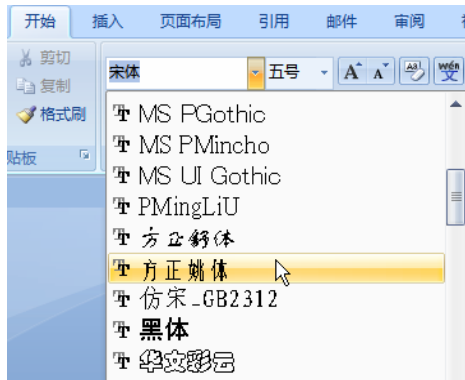 开始 插入 页面布局 引用 邮件 审阅
剪切
宋体 五号 A A Aa wén 变
复制
格式刷
贴板
MS PGothic
MS PMincho
MS UI Gothic
PMingLiU
方正舒体
方正姚体
仿宋_GB2312
黑体
华文彩云